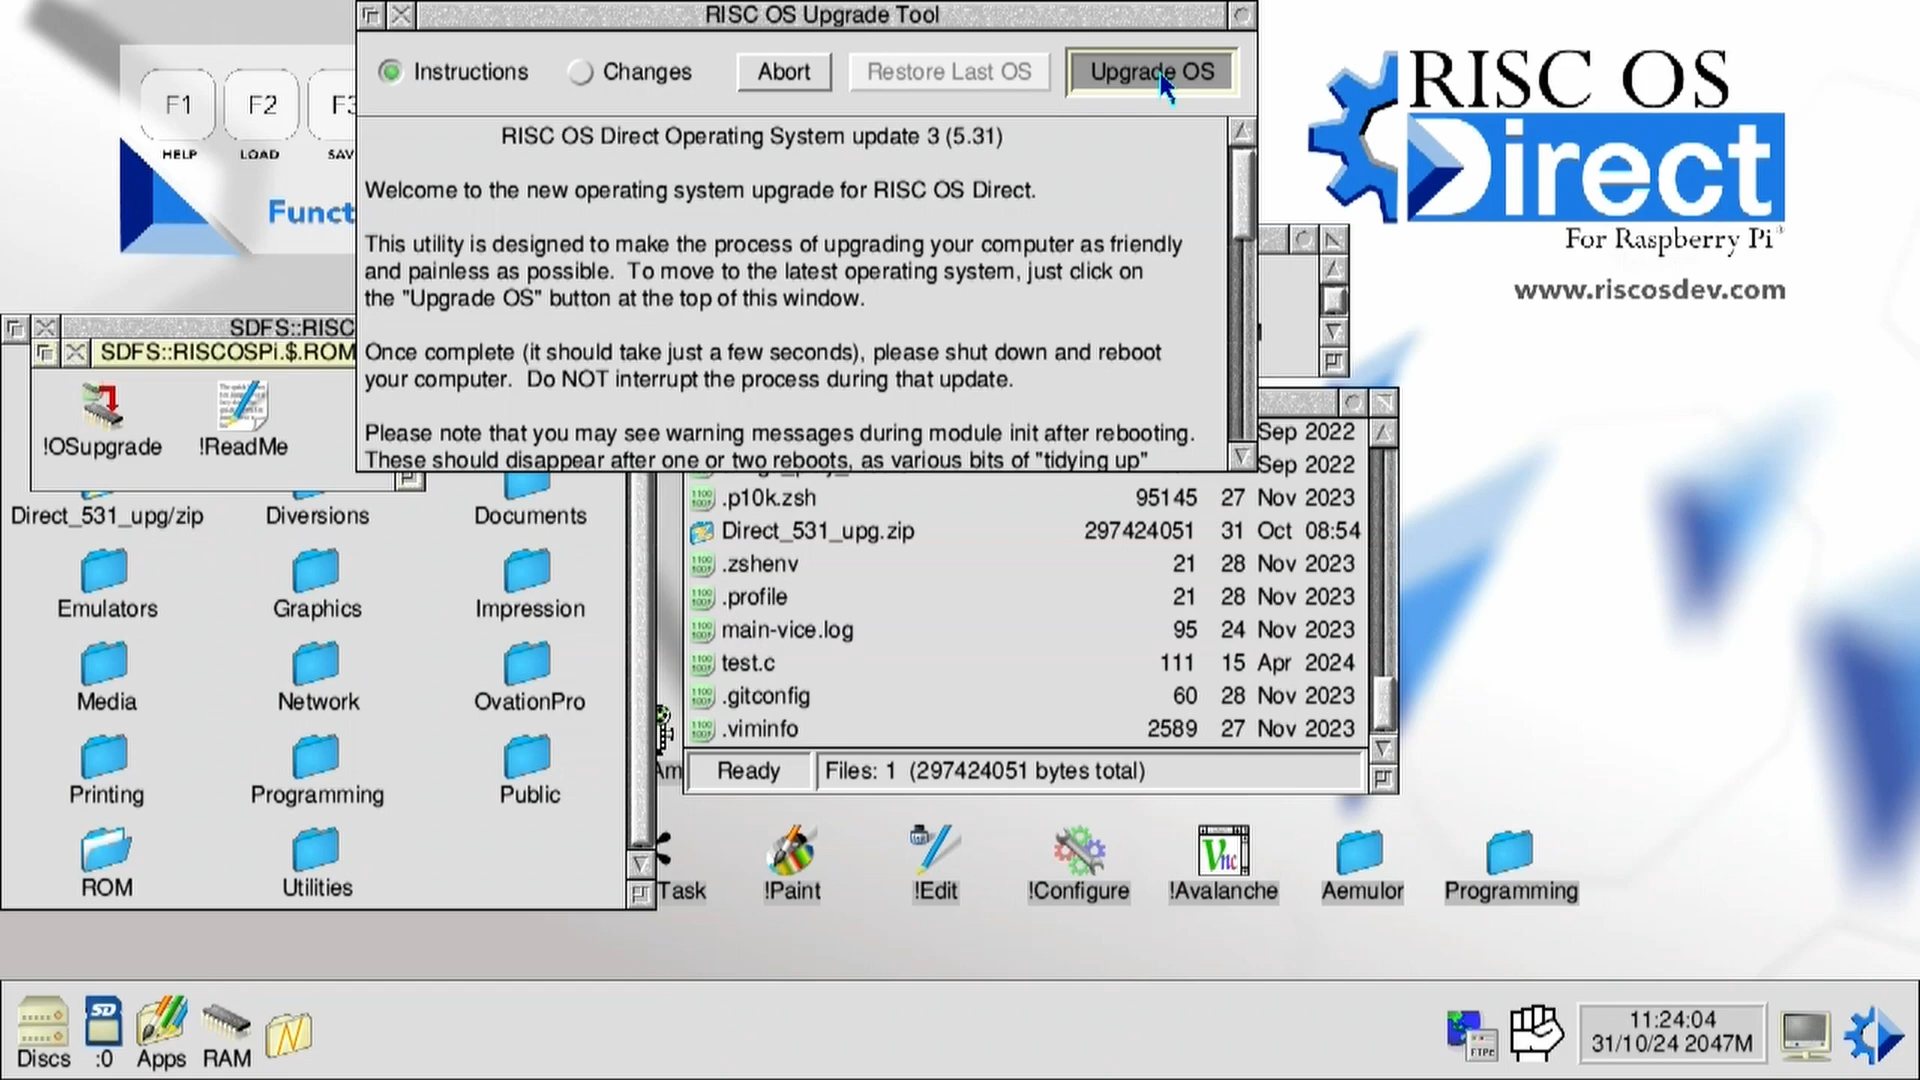 RISC OS Upgrade Tool
Instructions
Changes
Abort
Restore Last OS
Upgrade OS
RISC OS Direct Operating System update 3 (5.31)
Welcome to the new operating system upgrade for RISC OS Direct.
This utility is designed to make the process of upgrading your computer as friendly
and painless as possible.  To move to the latest operating system, just click on
the "Upgrade OS" button at the top of this window.
Once complete (it should take just a few seconds), please shut down and reboot
your computer.  Do NOT interrupt the process during that update.
Please note that you may see warning messages during module init after rebooting.
These should disappear after one or two reboots, as various bits of "tidying up"
F1
F2
F3
HELP
LOAD
SAV
Funct
RISC OS
Direct
For Raspberry Pi®
www.riscosdev.com
SDFS::RISC
SDFS::RISCOSPi.$.ROM
!OSupgrade
!ReadMe
Direct_531_upg/zip
Diversions
Documents
Emulators
Graphics
Impression
Media
Network
OvationPro
Printing
Programming
Public
ROM
Utilities
Sep 2022
Sep 2022
.p10k.zsh 95145 27 Nov 2023
Direct_531_upg.zip 297424051 31 Oct 08:54
.zshenv 21 28 Nov 2023
.profile 21 28 Nov 2023
main-vice.log 95 24 Nov 2023
test.c 111 15 Apr 2024
.gitconfig 60 28 Nov 2023
.viminfo 2589 27 Nov 2023
Ready
Files: 1  (297424051 bytes total)
Am
Task
!Paint
!Edit
!Configure
Vnc
!Avalanche
Aemulor
Programming
SD
Discs
:0
Apps
RAM
FTPc
11:24:04
31/10/24 2047M